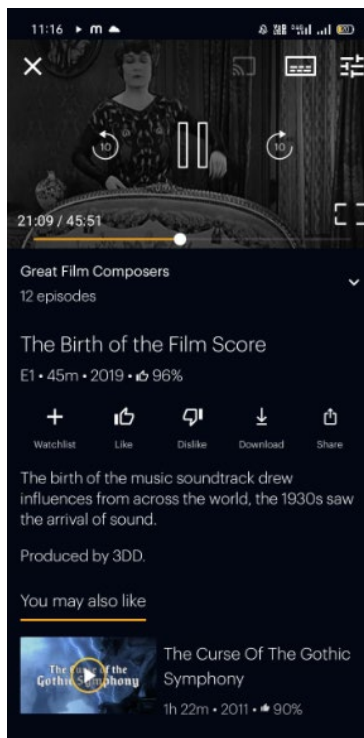 11:16
10
10
21:09 / 45:51
Great Film Composers
12 episodes
The Birth of the Film Score
E1 • 45m • 2019 • 96%
Watchlist Like Dislike Download Share
The birth of the music soundtrack drew
influences from across the world, the 1930s saw
the arrival of sound.
Produced by 3DD.
You may also like
The Curse of the
Gothic Symphony
The Curse Of The Gothic
Symphony
1h 22m • 2011 • 90%